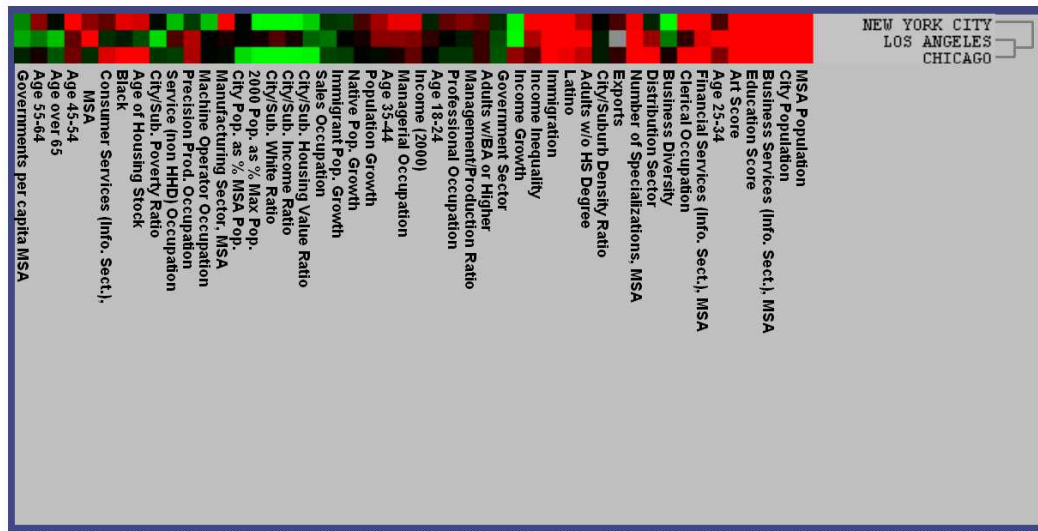 NEW YORK CITY
LOS ANGELES
CHICAGO
Governments per capita MSA
Age 55-64
Age over 65
Age 45-54
MSA
Consumer Services (Info. Sect.),
Black
Age of Housing Stock
City/Sub. Poverty Ratio
Service (non HHD) Occupation
Precision Prod. Occupation
Machine Operator Occupation
Manufacturing Sector, MSA
City Pop. as % MSA Pop.
2000 Pop. as % Max Pop.
City/Sub. White Ratio
City/Sub. Income Ratio
City/Sub. Housing Value Ratio
Sales Occupation
Immigrant Pop. Growth
Native Pop. Growth
Population Growth
Age 35-44
Managerial Occupation
Income (2000)
Age 18-24
Professional Occupation
Management/Production Ratio
Adults w/BA or Higher
Government Sector
Income Growth
Income Inequality
Immigration
Latino
Adults w/o HS Degree
City/Suburb Density Ratio
Exports
Number of Specializations, MSA
Distribution Sector
Business Diversity
Clerical Occupation
Financial Services (Info. Sect.), MSA
Age 25-34
Art Score
Education Score
Business Services (Info. Sect.), MSA
City Population
MSA Population